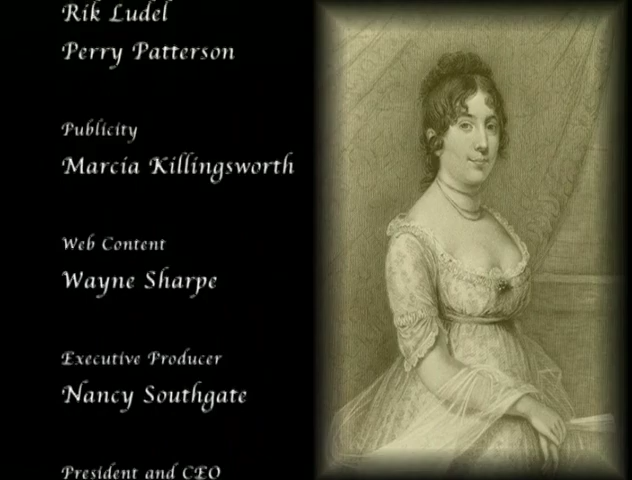 Rik Ludel
Perry Patterson
Publicity
Marcia Killingsworth
Web Content
Wayne Sharpe
Executive Producer
Nancy Southgate
President and CEO